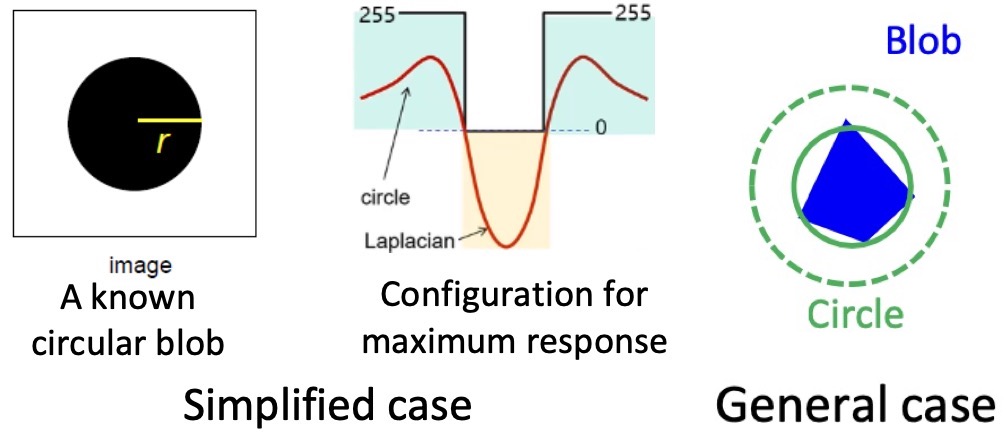 r
image
A known
circular blob
255
255
0
circle
Laplacian
Configuration for
maximum response
Simplified case
Blob
Circle
General case